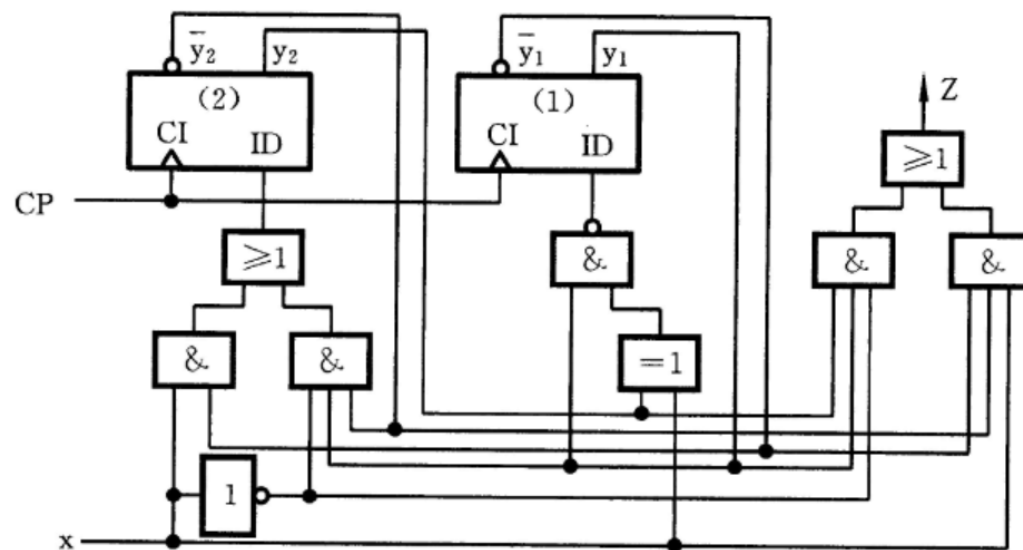 ȳ₂ y₂ ȳ₁ y₁
(2) (1) Z
CI ID CI ID
≥1
CP
≥1 & & &
& & =1
1
x